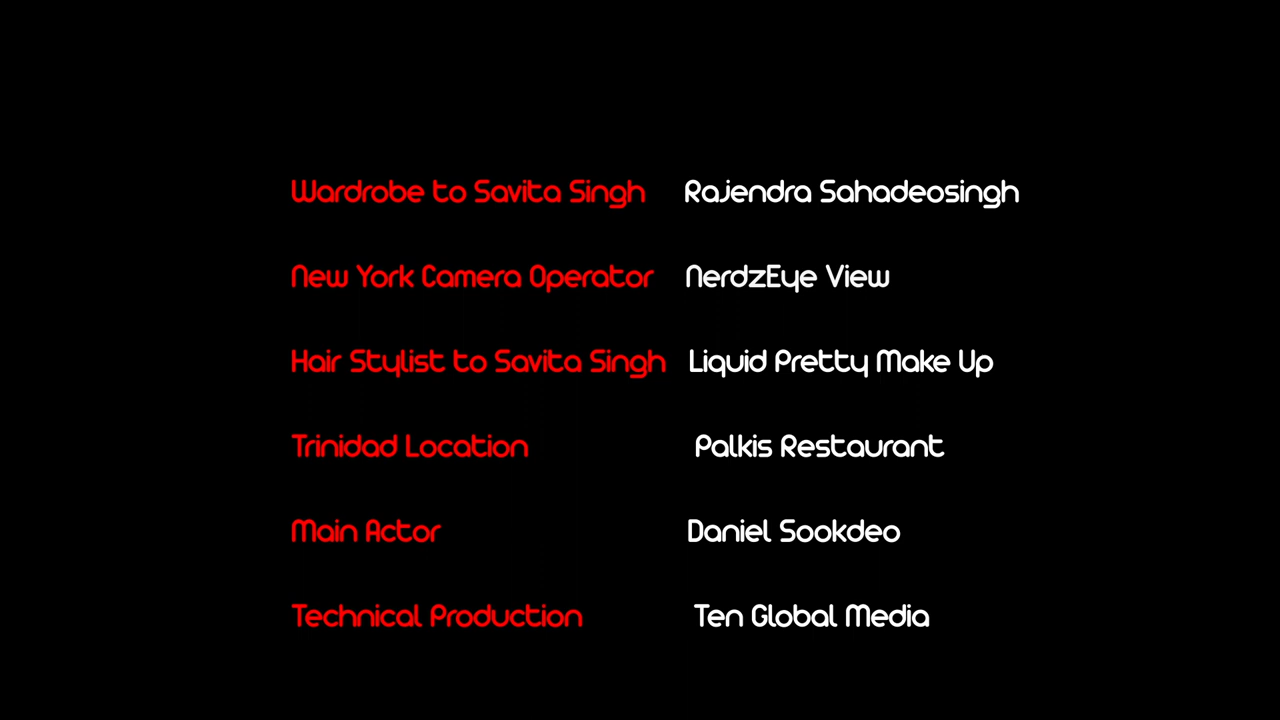 Wardrobe to Savita Singh Rajendra Sahadeosingh
New York Camera Operator NerdzEye View
Hair Stylist to Savita Singh Liquid Pretty Make Up
Trinidad Location Palkis Restaurant
Main Actor Daniel Sookdeo
Technical Production Ten Global Media